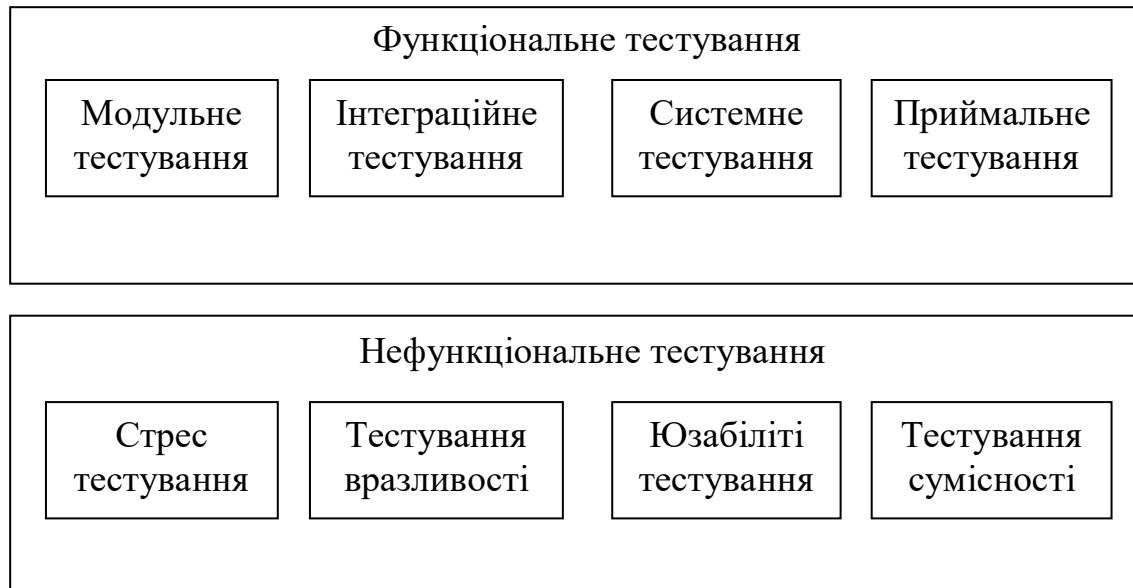 Функціональне тестування
Модульне
тестування
Інтеграційне
тестування
Системне
тестування
Приймальне
тестування
Нефункціональне тестування
Стрес
тестування
Тестування
вразливості
Юзабіліті
тестування
Тестування
сумісності